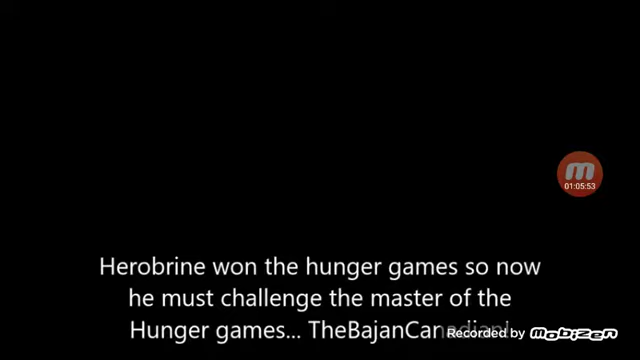 01:05:53
Herobrine won the hunger games so now
he must challenge the master of the
Hunger games... TheBajanCanadian!
Recorded by mobizen